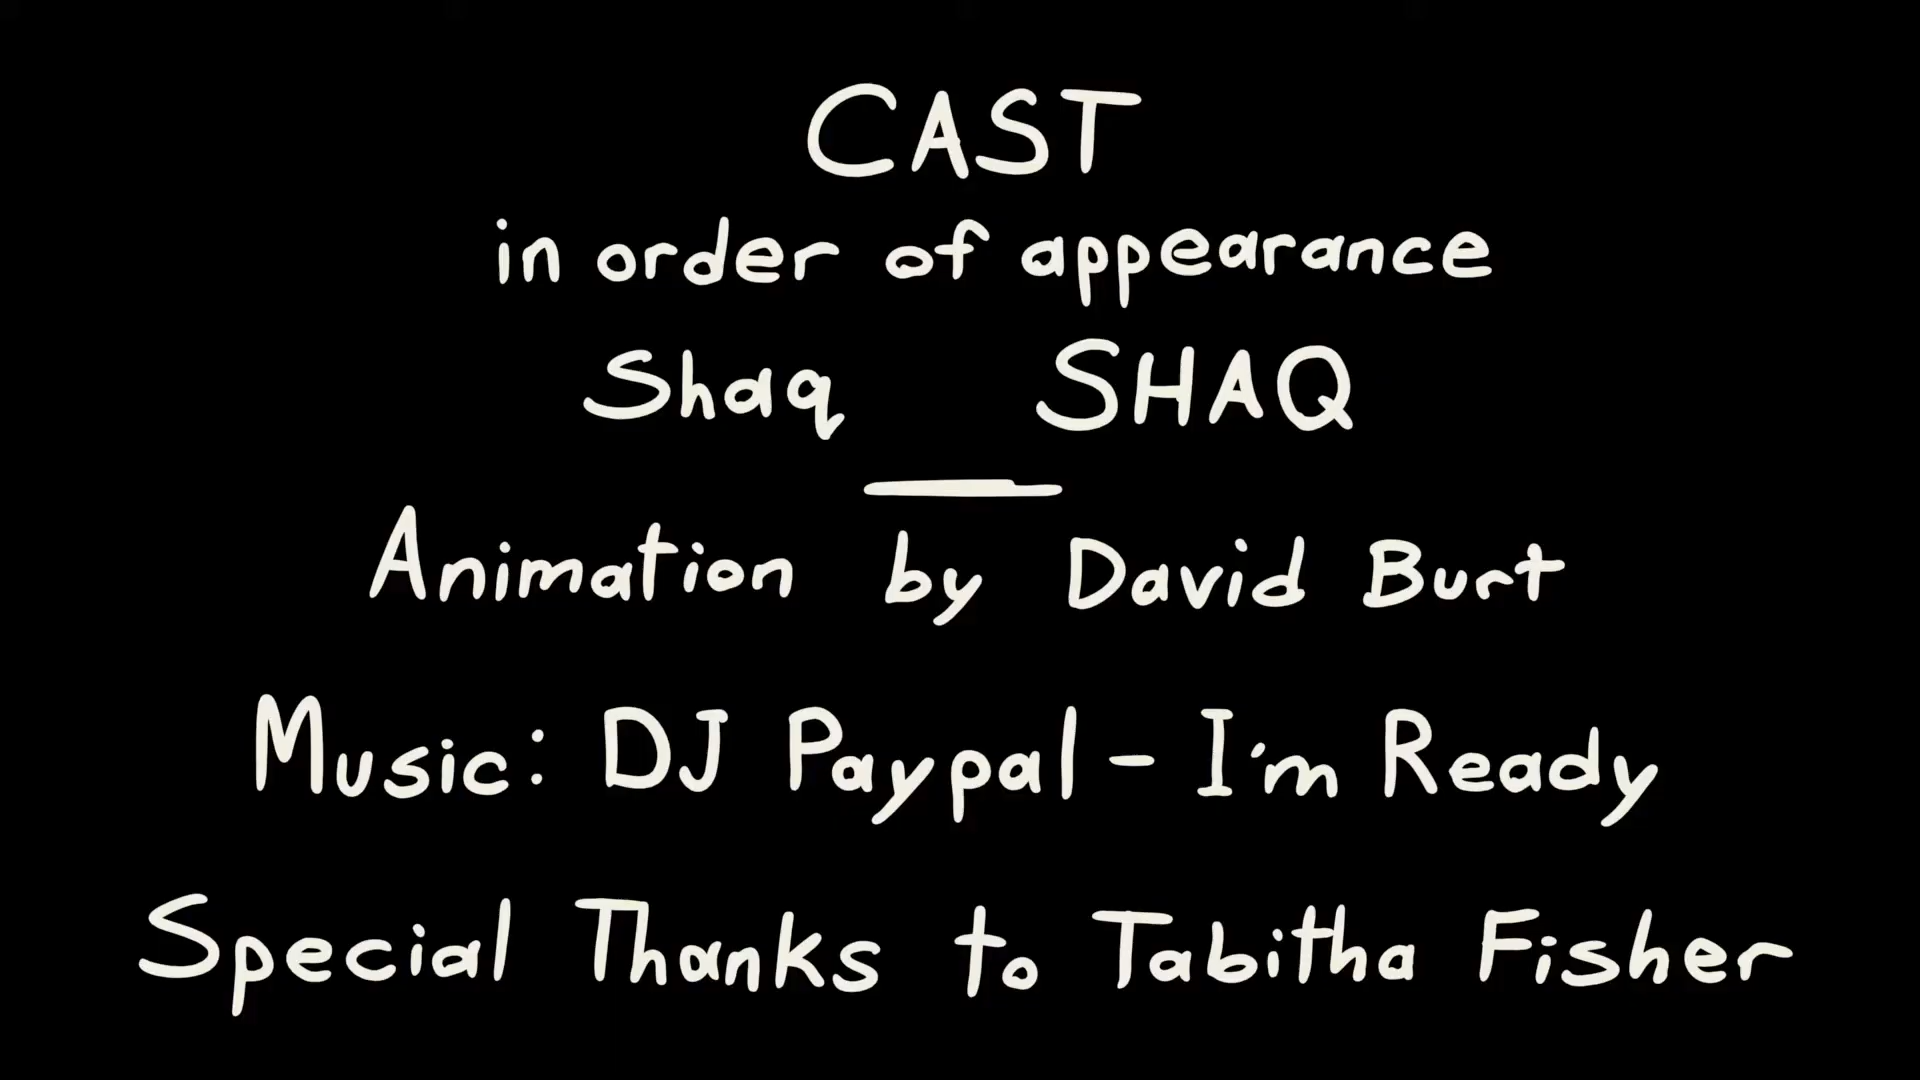 CAST
in order of appearance
Shaq SHAQ
Animation by David Burt
Music: DJ Paypal - I'm Ready
Special Thanks to Tabitha Fisher